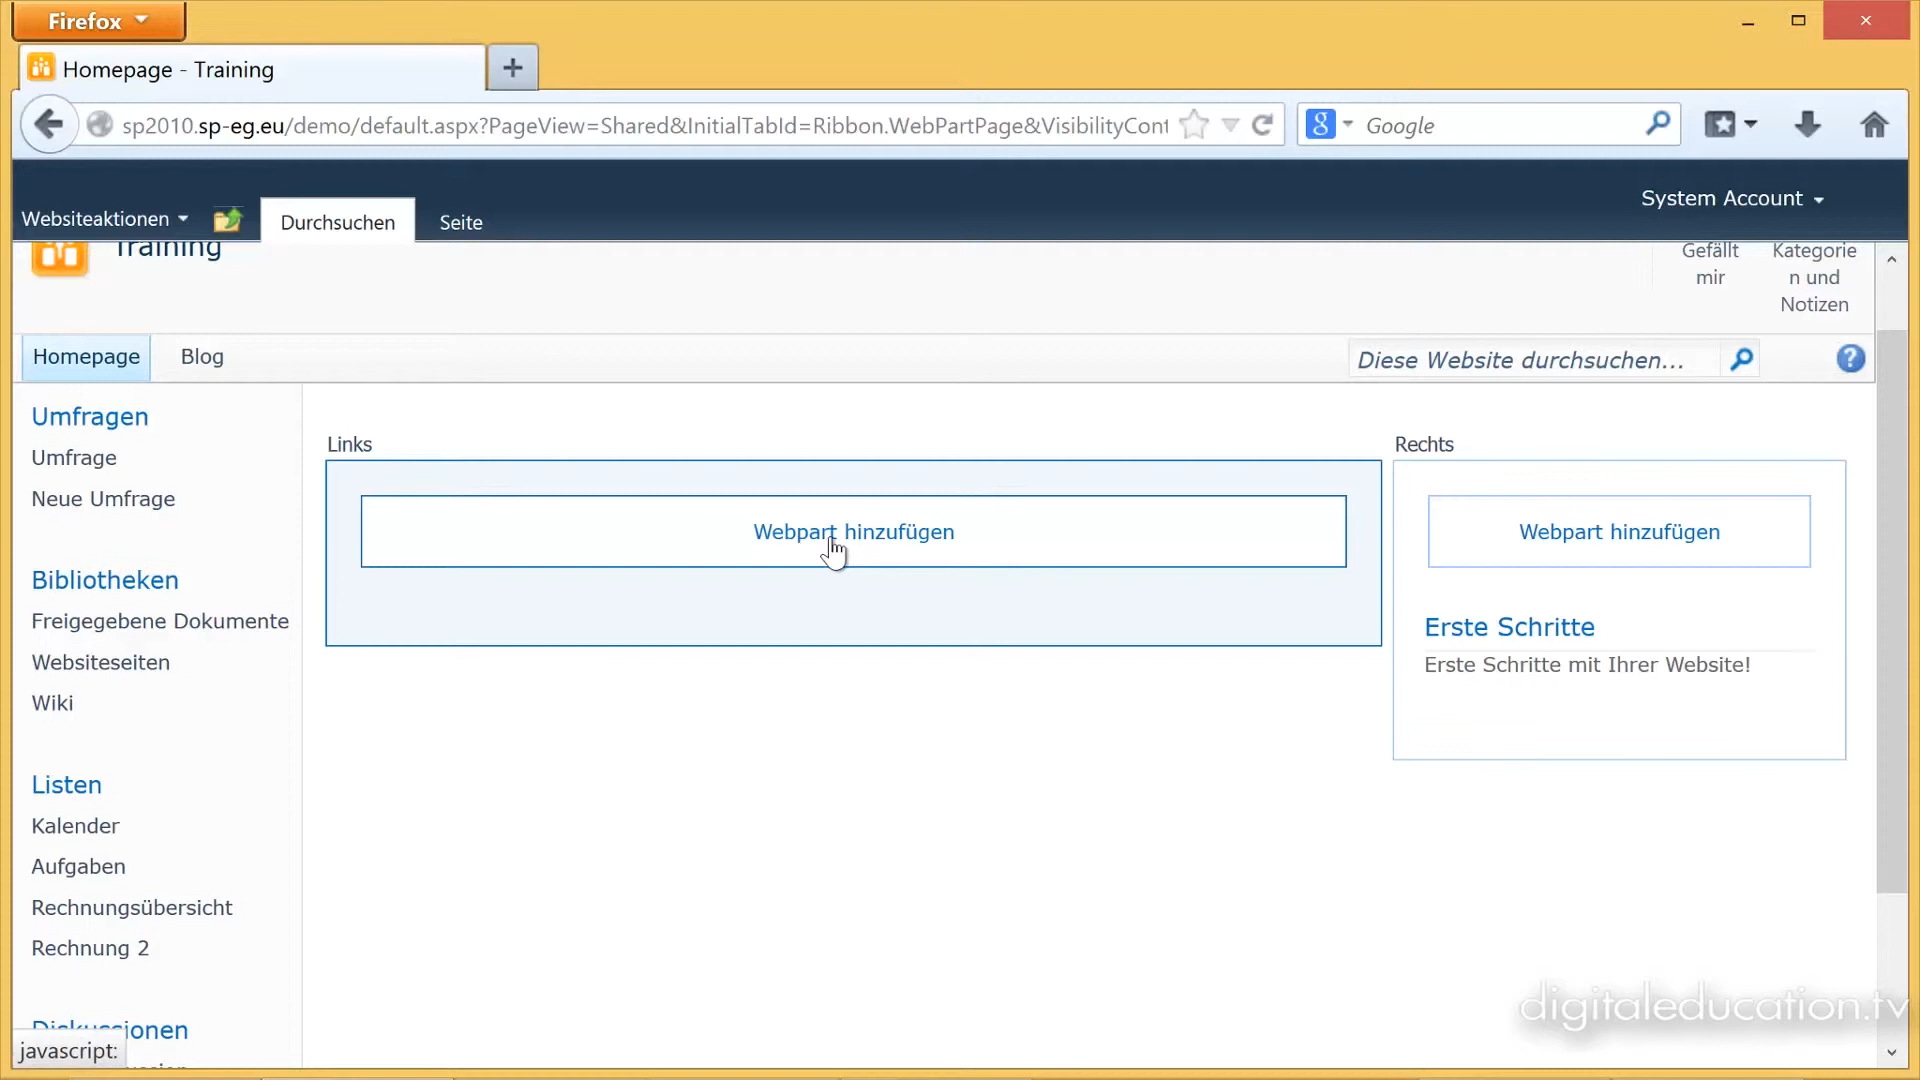 Firefox
Homepage - Training
sp2010.sp-eg.eu/demo/default.aspx?PageView=Shared&InitialTabId=Ribbon.WebPartPage&VisibilityCont
Google
Websiteaktionen
Durchsuchen
Seite
System Account
Training
Gefällt
mir
Kategorie
n und
Notizen
Homepage
Blog
Diese Website durchsuchen...
Umfragen
Umfrage
Neue Umfrage
Bibliotheken
Freigegebene Dokumente
Websiteseiten
Wiki
Listen
Kalender
Aufgaben
Rechnungsübersicht
Rechnung 2
Diskussionen
Links
Webpart hinzufügen
Rechts
Webpart hinzufügen
Erste Schritte
Erste Schritte mit Ihrer Website!
javascript:
digitaleducation.tv